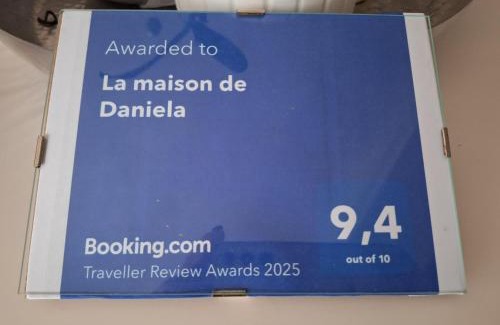 Awarded to
La maison de
Daniela
9,4
out of 10
Booking.com
Traveller Review Awards 2025